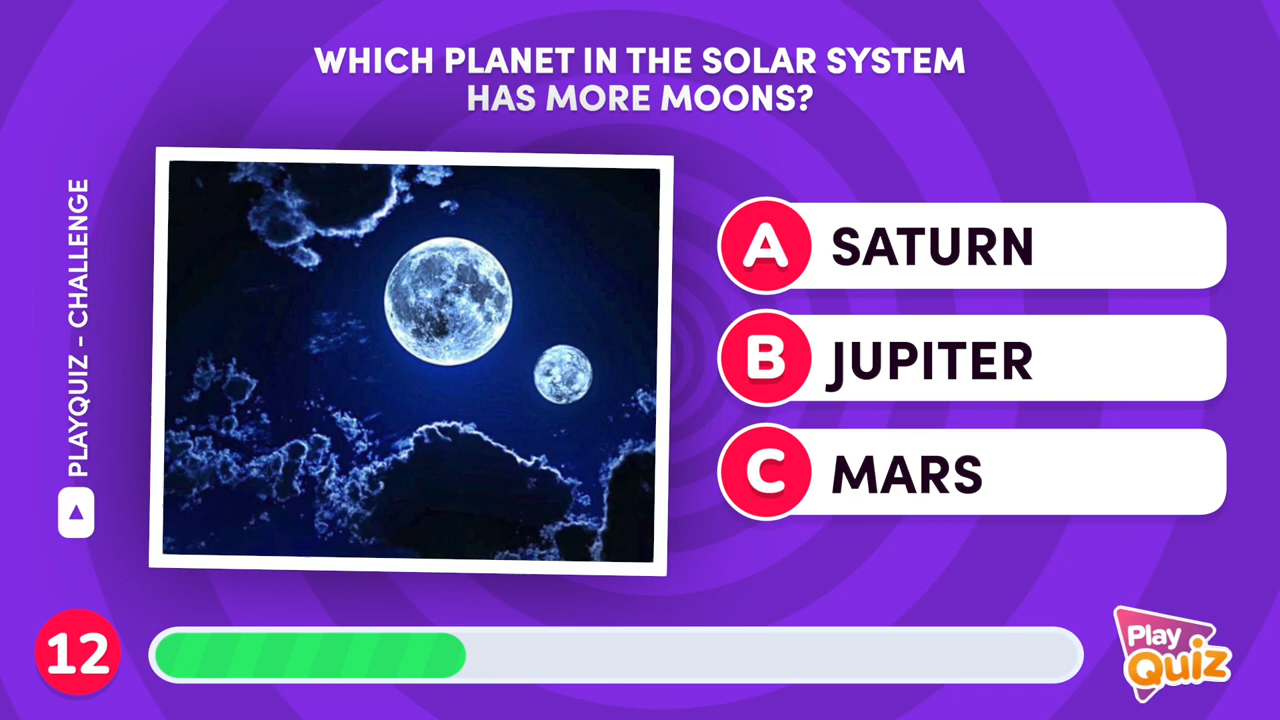 WHICH PLANET IN THE SOLAR SYSTEM
HAS MORE MOONS?
PLAYQUIZ - CHALLENGE
A SATURN
B JUPITER
C MARS
12
Play
Quiz